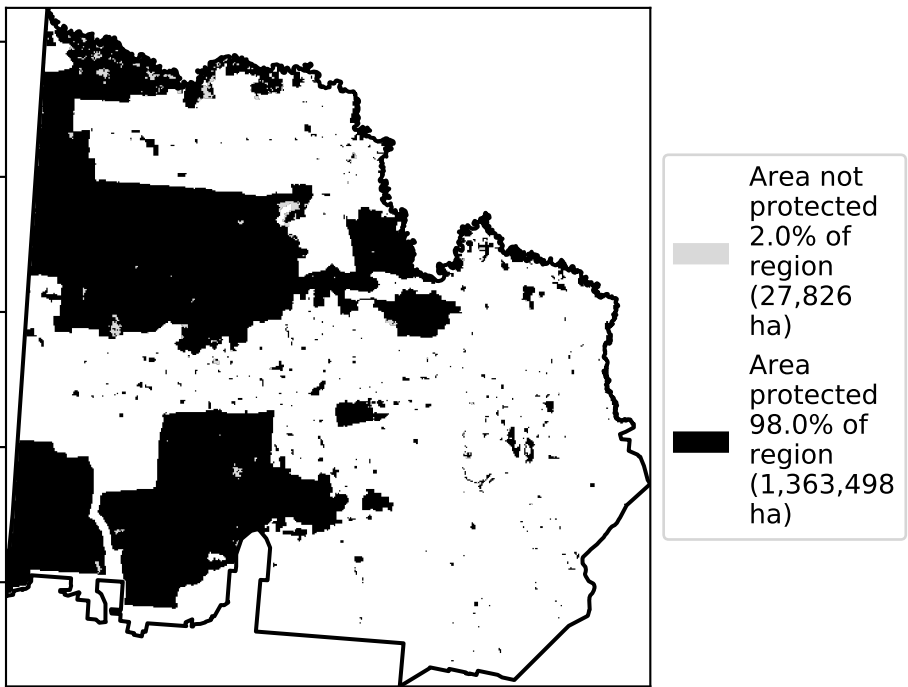 Area not
protected
2.0% of
region
(27,826
ha)
Area
protected
98.0% of
region
(1,363,498
ha)